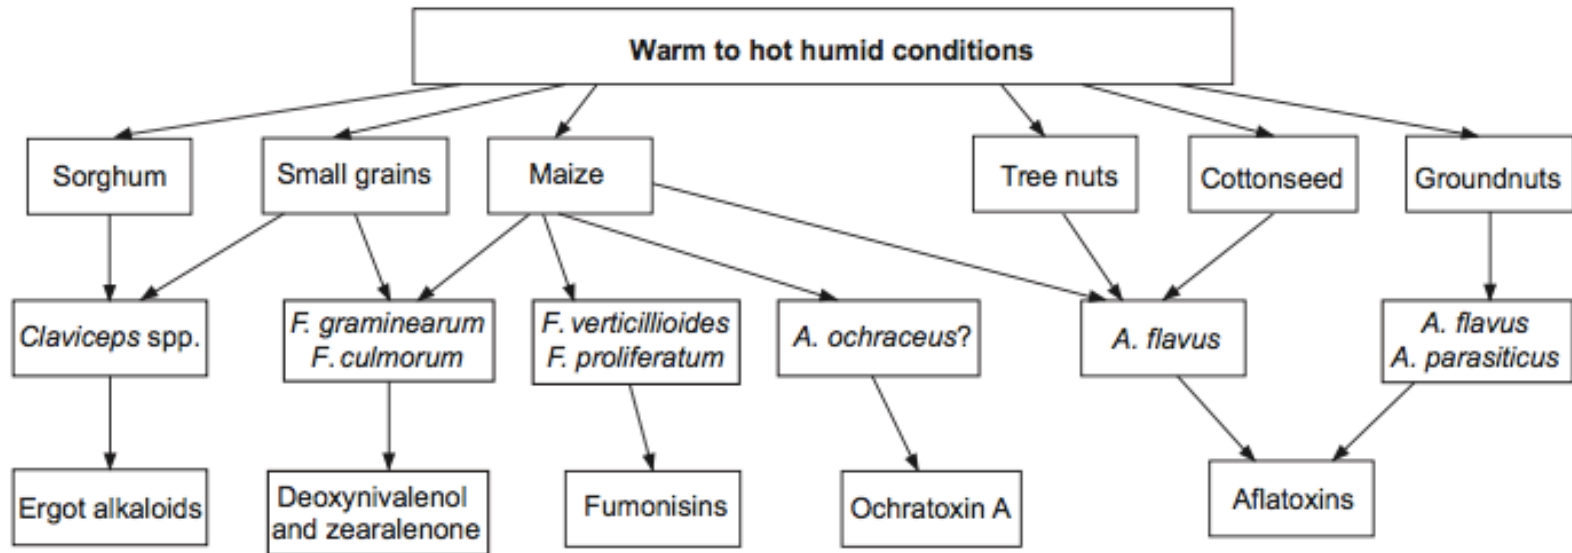 Warm to hot humid conditions
Sorghum
Small grains
Maize
Tree nuts
Cottonseed
Groundnuts
Claviceps spp.
F. graminearum
F. culmorum
F. verticillioides
F. proliferatum
A. ochraceus?
A. flavus
A. flavus
A. parasiticus
Ergot alkaloids
Deoxynivalenol
and zearalenone
Fumonisins
Ochratoxin A
Aflatoxins